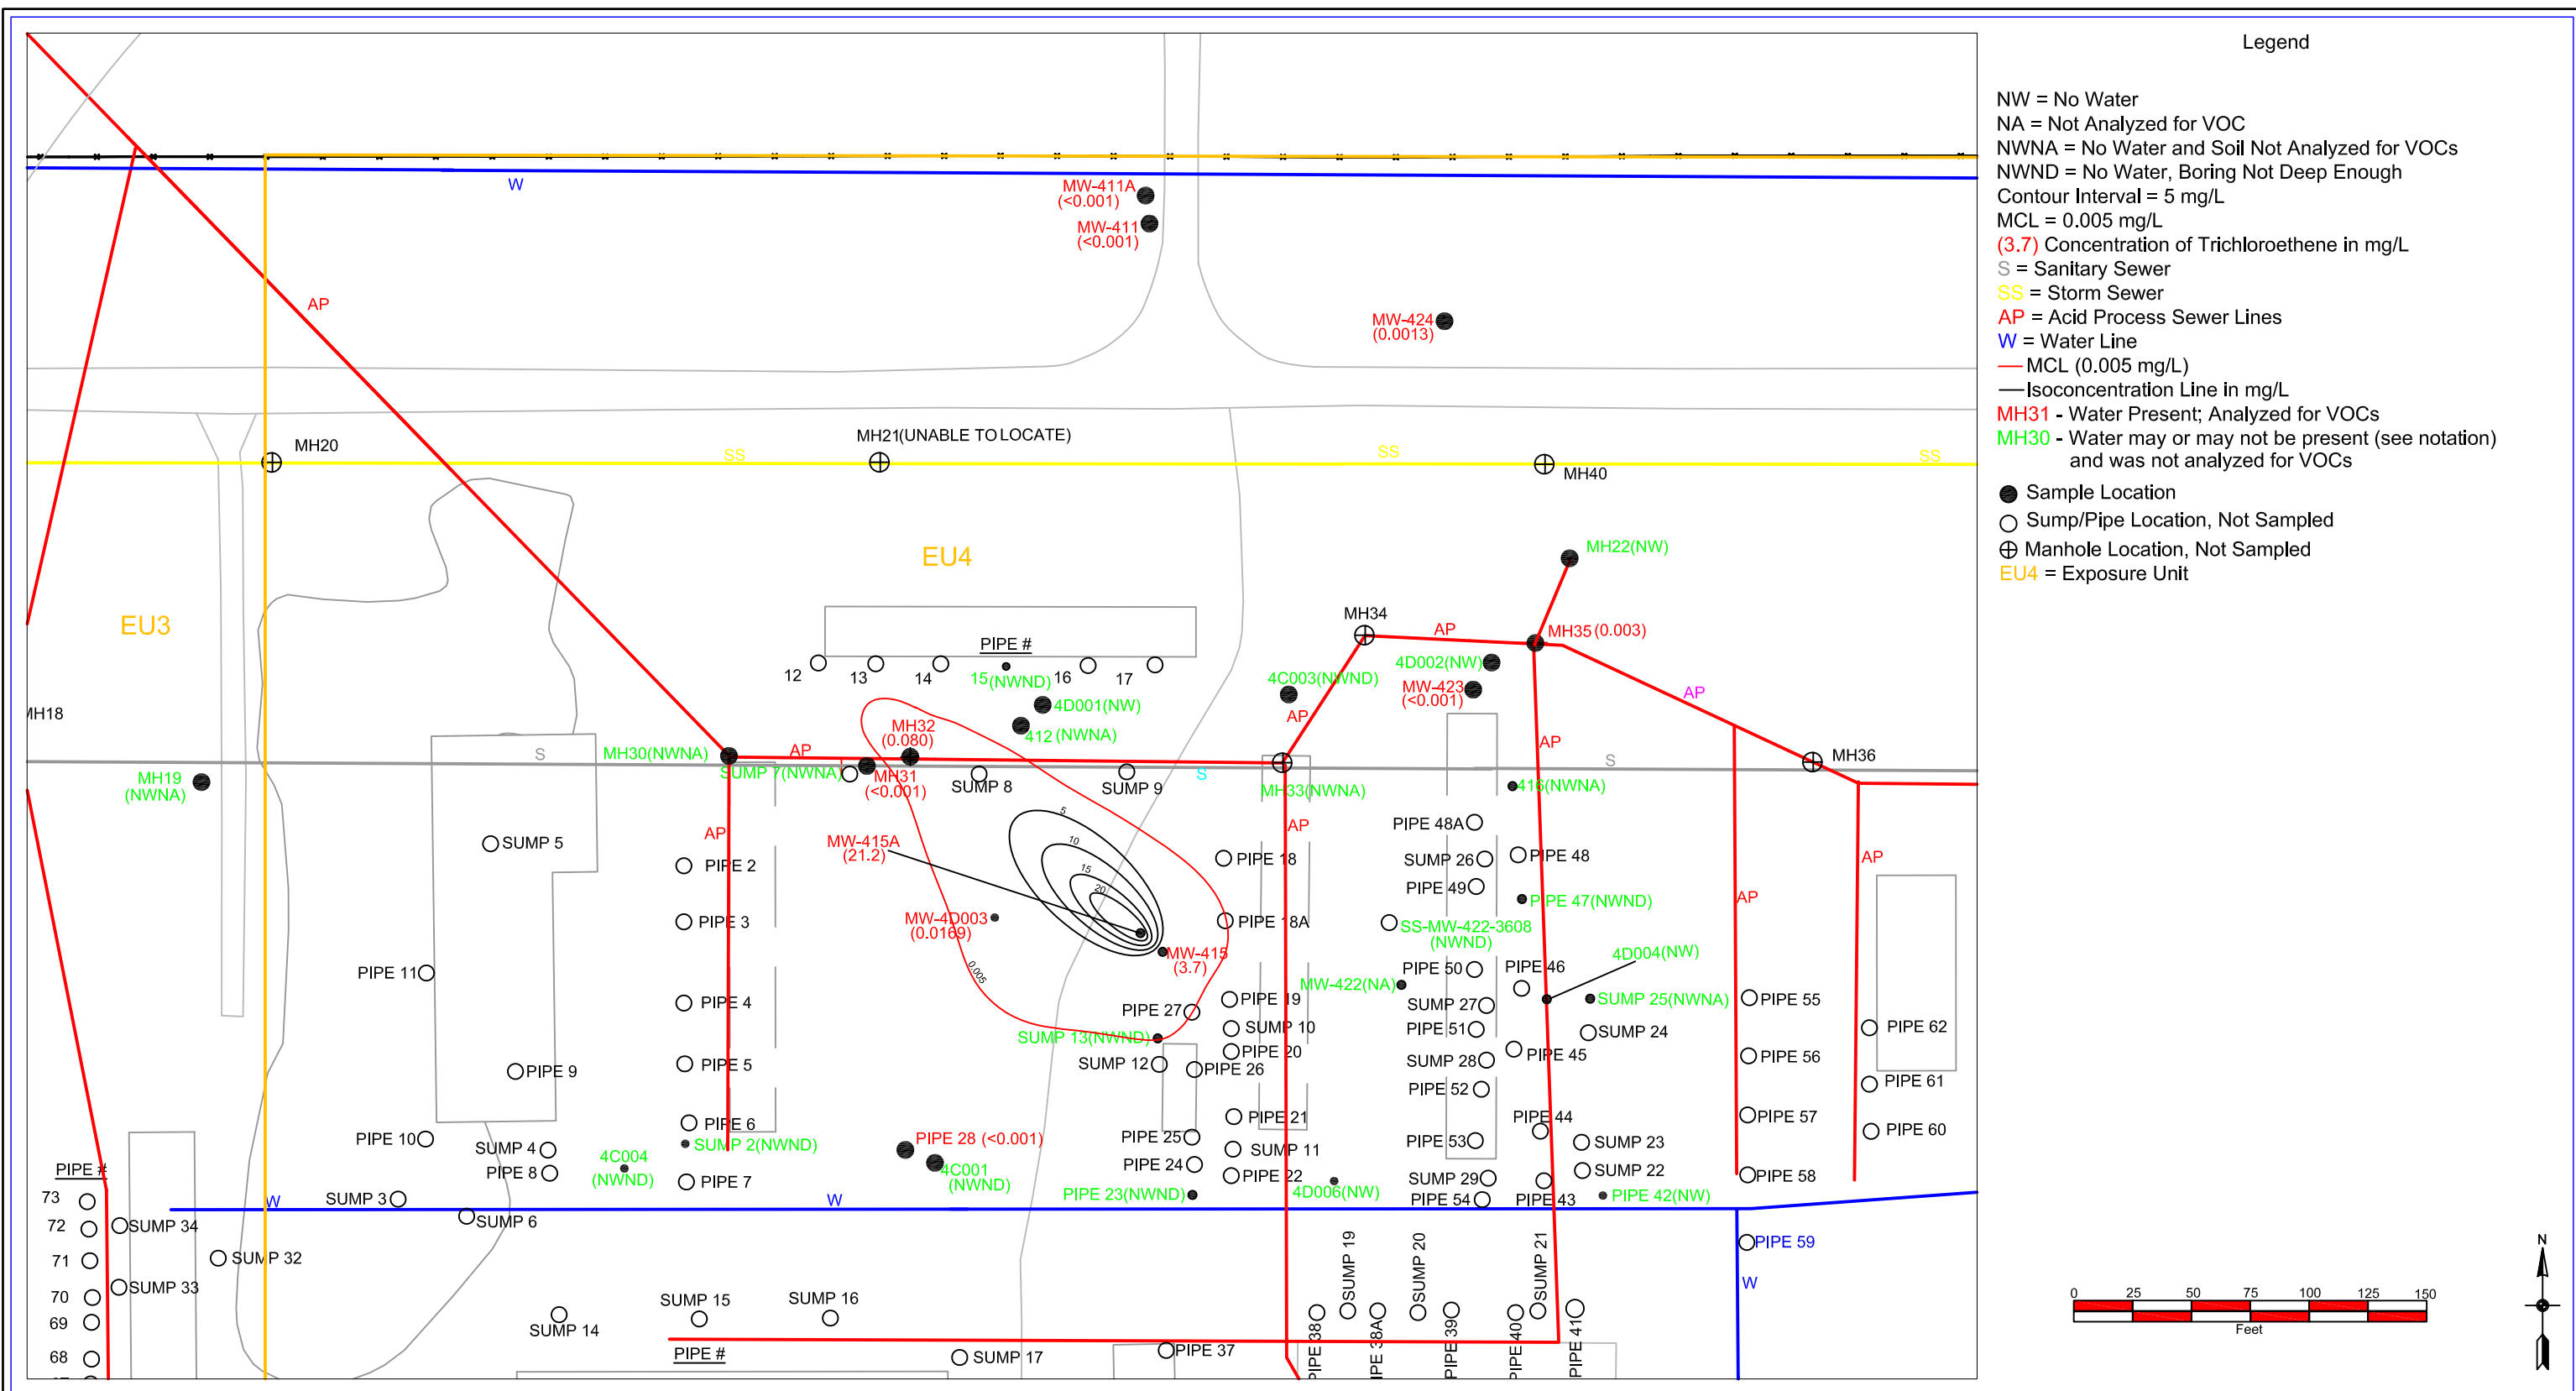 Legend
NW = No Water
NA = Not Analyzed for VOC
NWNA = No Water and Soil Not Analyzed for VOCs
NWND = No Water, Boring Not Deep Enough
Contour Interval = 5 mg/L
MCL = 0.005 mg/L
(3.7) Concentration of Trichloroethene in mg/L
S = Sanitary Sewer
SS = Storm Sewer
AP = Acid Process Sewer Lines
W = Water Line
MCL (0.005 mg/L)
Isoconcentration Line in mg/L
MH31 - Water Present; Analyzed for VOCs
MH30 - Water may or may not be present (see notation)
and was not analyzed for VOCs
Sample Location
Sump/Pipe Location, Not Sampled
Manhole Location, Not Sampled
EU4 = Exposure Unit
W
MW-411A
(<0.001)
MW-411
(<0.001)
AP
MW-424
(0.0013)
MH20
MH21(UNABLE TO LOCATE)
SS
SS
SS
MH40
EU4
MH22(NW)
EU3
MH34
AP
MH35 (0.003)
PIPE #
12
13
14
15(NWND)
16
17
4C003(NWND)
4D002(NW)
MW-423
(<0.001)
AP
4D001(NW)
412 (NWNA)
AP
MH18
MH32
(0.080)
MH30(NWNA)
AP
S
SUMP 7(NWNA)
MH31
(<0.001)
SUMP 8
SUMP 9
S
MH33(NWNA)
AP
S
MH36
MH19
(NWNA)
416(NWNA)
AP
SUMP 5
MW-415A
(21.2)
5
10
15
20
0.005
AP
PIPE 48A
PIPE 2
PIPE 18
SUMP 26
PIPE 48
AP
PIPE 49
PIPE 47(NWND)
AP
PIPE 3
MW-4D003
(0.0169)
PIPE 18A
SS-MW-422-3608
(NWND)
MW-415
(3.7)
4D004(NW)
PIPE 11
PIPE 50
PIPE 46
MW-422(NA)
PIPE 4
PIPE 27
PIPE 19
SUMP 27
SUMP 25(NWNA)
PIPE 55
SUMP 13(NWND)
SUMP 10
PIPE 51
SUMP 24
PIPE 62
PIPE 5
SUMP 12
PIPE 26
PIPE 20
SUMP 28
PIPE 45
PIPE 56
PIPE 9
PIPE 52
PIPE 61
PIPE 6
PIPE 21
PIPE 44
PIPE 57
PIPE 10
SUMP 4
SUMP 2(NWND)
PIPE 28 (<0.001)
PIPE 25
SUMP 11
PIPE 53
SUMP 23
PIPE 60
PIPE #
PIPE 8
4C004
(NWND)
PIPE 7
4C001
(NWND)
PIPE 24
PIPE 22
SUMP 29
SUMP 22
PIPE 58
73
SUMP 3
W
W
PIPE 23(NWND)
4D006(NW)
PIPE 54
PIPE 43
PIPE 42(NW)
72
SUMP 34
SUMP 6
71
SUMP 32
PIPE 59
W
SUMP 33
70
69
68
SUMP 14
SUMP 15
SUMP 16
SUMP 19
SUMP 20
SUMP 21
PIPE #
SUMP 17
PIPE 37
PIPE 38
PIPE 38A
PIPE 39
PIPE 40
PIPE 41
0 25 50 75 100 125 150
Feet
N